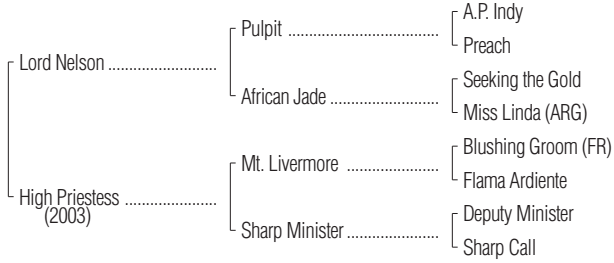 A.P. Indy
Pulpit ..............................
Preach
Lord Nelson .....................
Seeking the Gold
African Jade .....................
Miss Linda (ARG)
Blushing Groom (FR)
Mt. Livermore ..................
Flama Ardiente
High Priestess ..................
(2003)
Deputy Minister
Sharp Minister ..................
Sharp Call